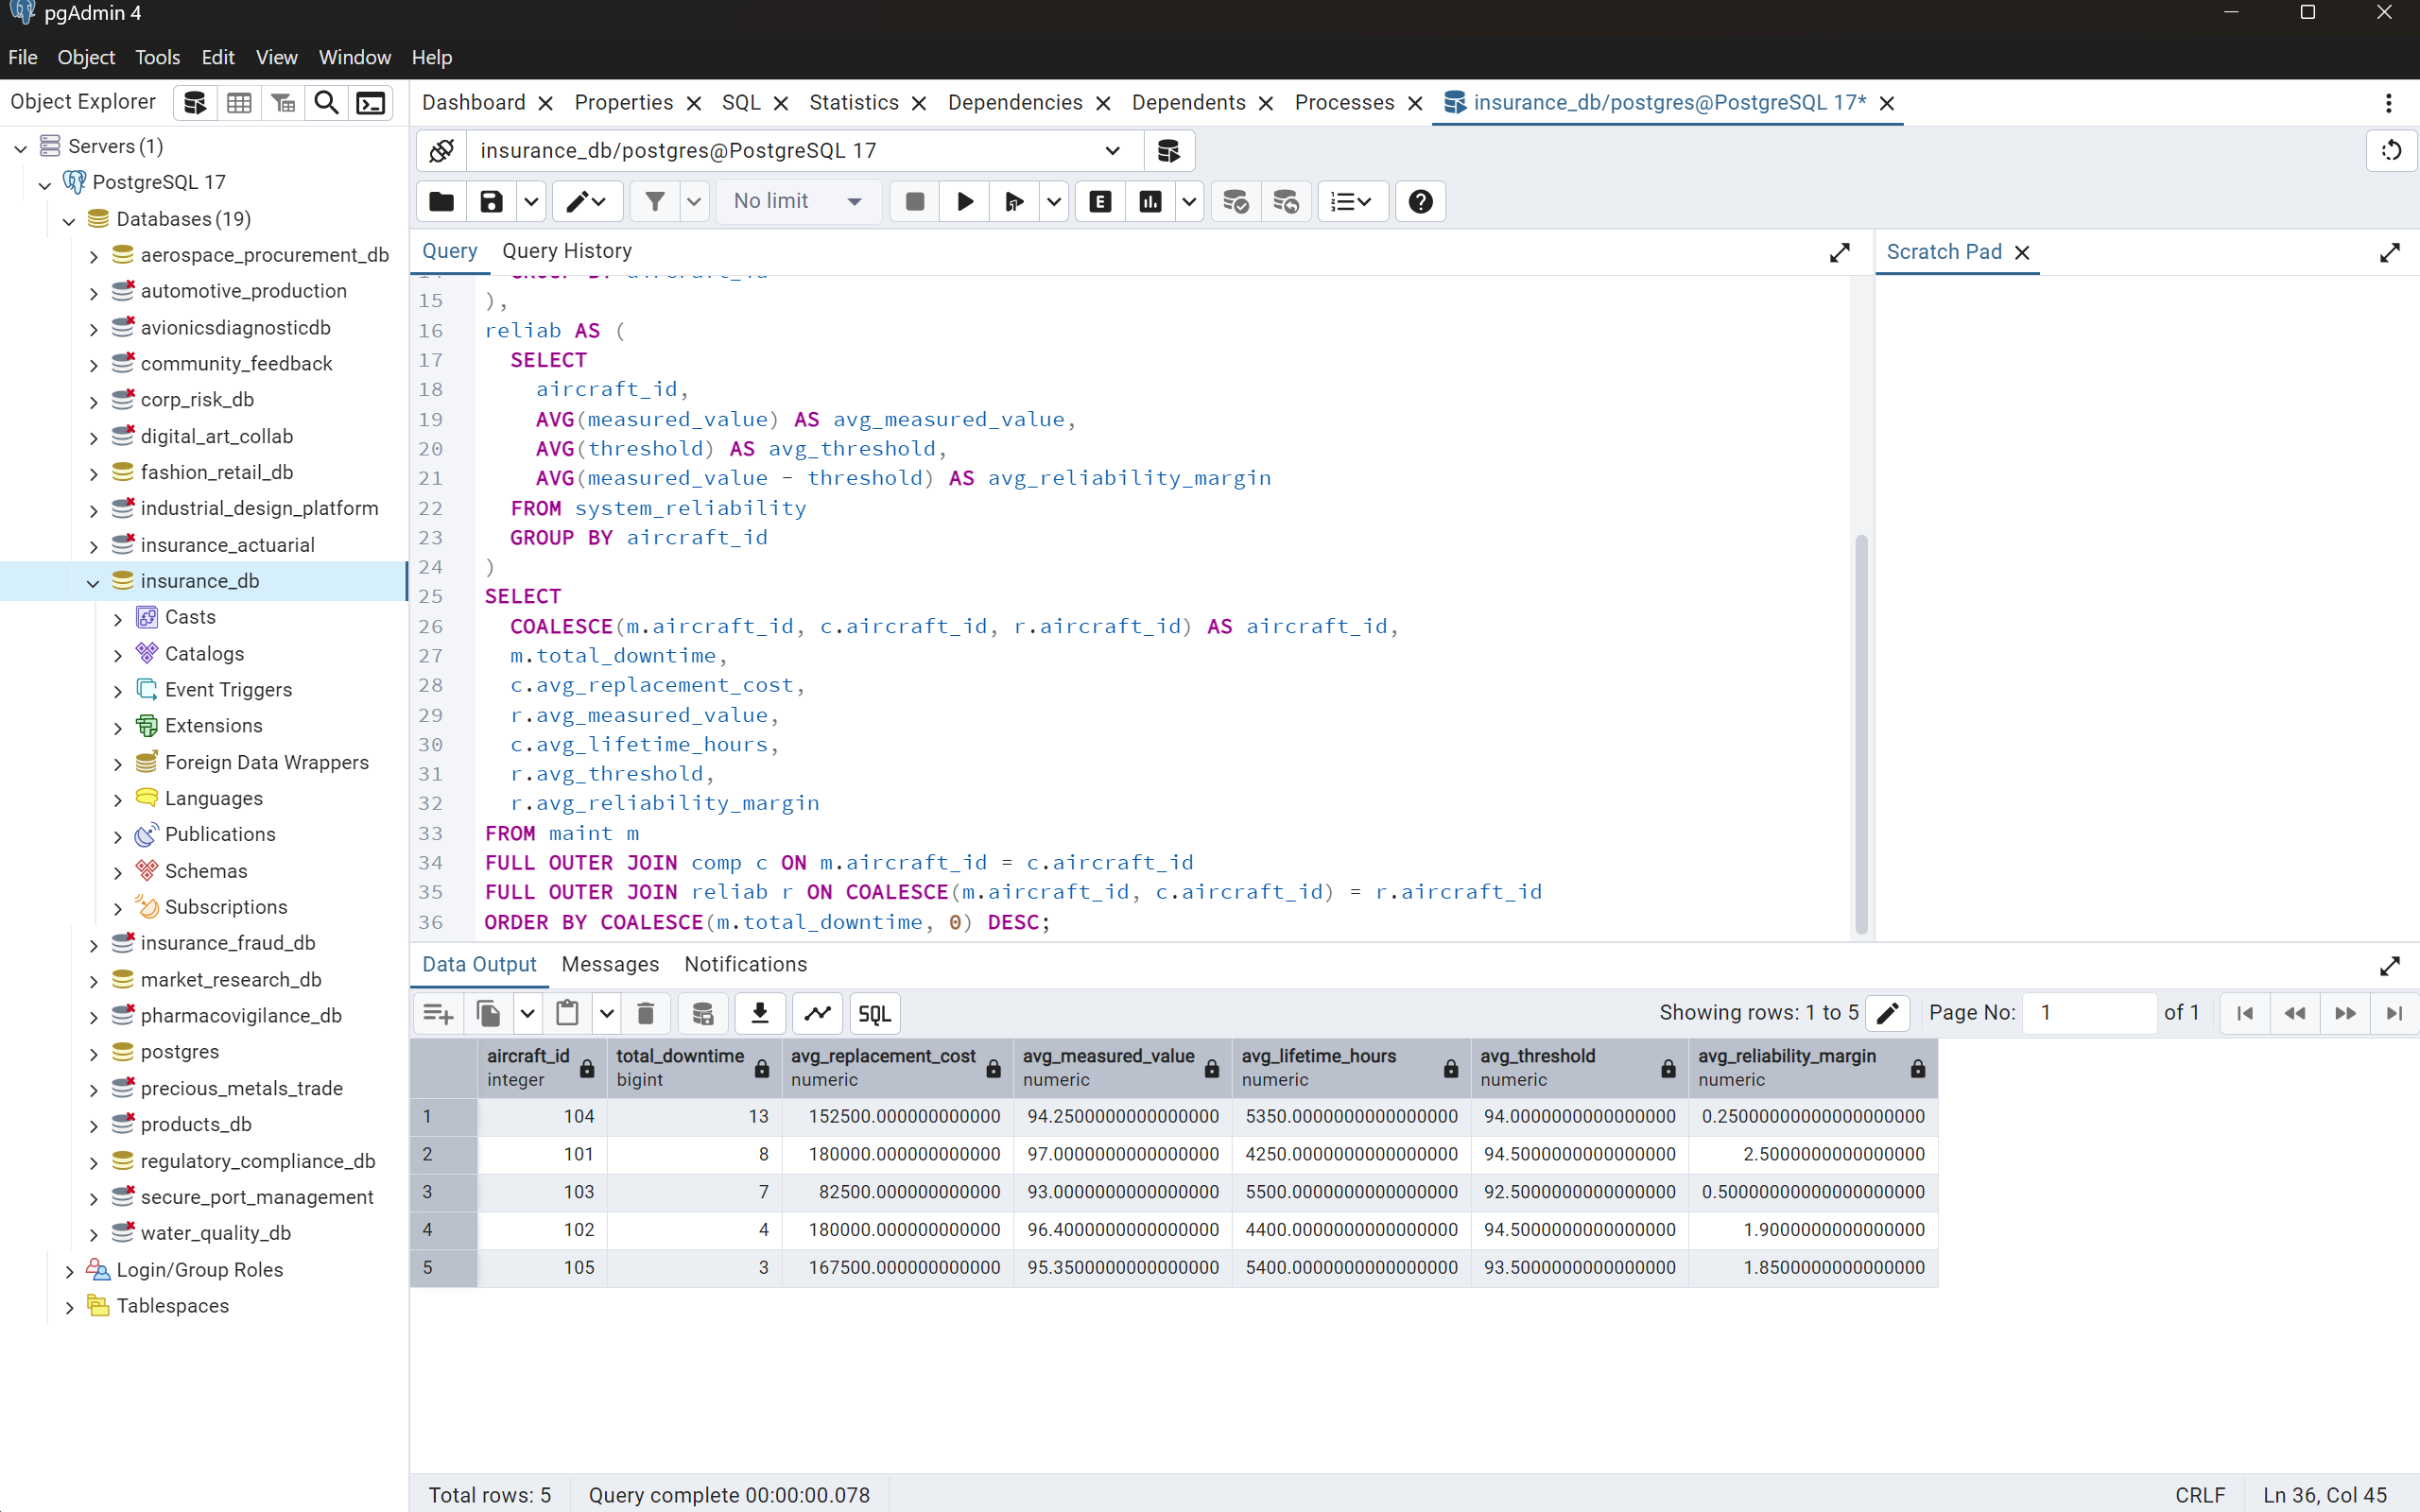 pgAdmin 4
File Object Tools Edit View Window Help
Object Explorer
Servers (1)
PostgreSQL 17
Databases (19)
aerospace_procurement_db
automotive_production
avionicsdiagnosticdb
community_feedback
corp_risk_db
digital_art_collab
fashion_retail_db
industrial_design_platform
insurance_actuarial
insurance_db
Casts
Catalogs
Event Triggers
Extensions
Foreign Data Wrappers
Languages
Publications
Schemas
Subscriptions
insurance_fraud_db
market_research_db
pharmacovigilance_db
postgres
precious_metals_trade
products_db
regulatory_compliance_db
secure_port_management
water_quality_db
Login/Group Roles
Tablespaces
Dashboard Properties SQL Statistics Dependencies Dependents Processes insurance_db/postgres@PostgreSQL 17*
insurance_db/postgres@PostgreSQL 17
No limit E
Query Query History
Scratch Pad
14 GROUP BY aircraft_id
15 ),
16 reliab AS (
17 SELECT
18 aircraft_id,
19 AVG(measured_value) AS avg_measured_value,
20 AVG(threshold) AS avg_threshold,
21 AVG(measured_value - threshold) AS avg_reliability_margin
22 FROM system_reliability
23 GROUP BY aircraft_id
24 )
25 SELECT
26 COALESCE(m.aircraft_id, c.aircraft_id, r.aircraft_id) AS aircraft_id,
27 m.total_downtime,
28 c.avg_replacement_cost,
29 r.avg_measured_value,
30 c.avg_lifetime_hours,
31 r.avg_threshold,
32 r.avg_reliability_margin
33 FROM maint m
34 FULL OUTER JOIN comp c ON m.aircraft_id = c.aircraft_id
35 FULL OUTER JOIN reliab r ON COALESCE(m.aircraft_id, c.aircraft_id) = r.aircraft_id
36 ORDER BY COALESCE(m.total_downtime, 0) DESC;
Data Output Messages Notifications
SQL Showing rows: 1 to 5 Page No: 1 of 1
aircraft_id total_downtime avg_replacement_cost avg_measured_value avg_lifetime_hours avg_threshold avg_reliability_margin
integer bigint numeric numeric numeric numeric numeric
1 104 13 152500.000000000000 94.2500000000000000 5350.0000000000000000 94.0000000000000000 0.25000000000000000000
2 101 8 180000.000000000000 97.0000000000000000 4250.0000000000000000 94.5000000000000000 2.5000000000000000
3 103 7 82500.000000000000 93.0000000000000000 5500.0000000000000000 92.5000000000000000 0.50000000000000000000
4 102 4 180000.000000000000 96.4000000000000000 4400.0000000000000000 94.5000000000000000 1.9000000000000000
5 105 3 167500.000000000000 95.3500000000000000 5400.0000000000000000 93.5000000000000000 1.8500000000000000
Total rows: 5 Query complete 00:00:00.078 CRLF Ln 36, Col 45